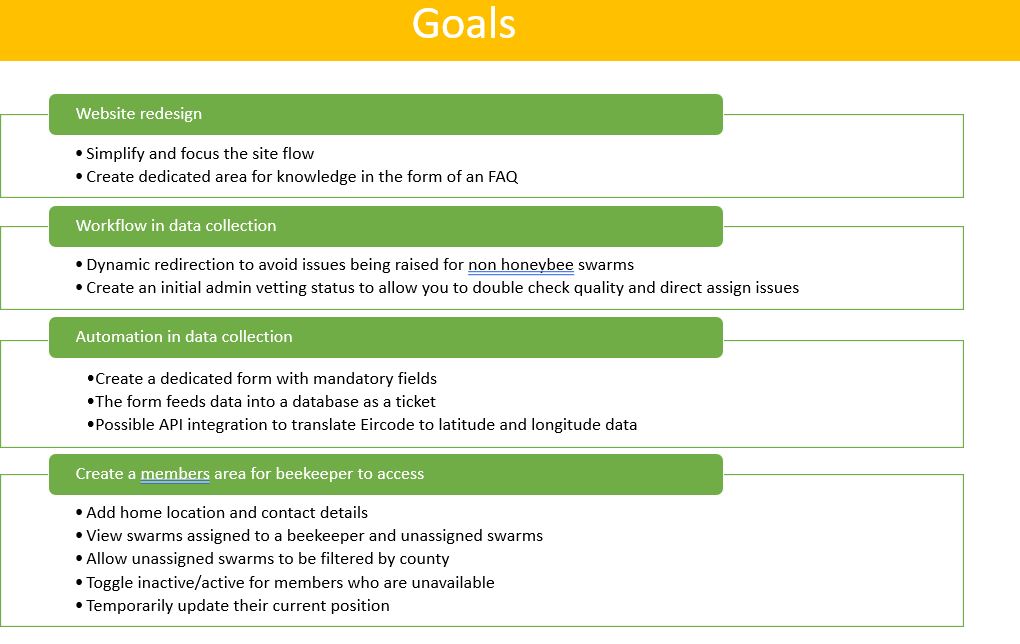 Goals
Website redesign
• Simplify and focus the site flow
• Create dedicated area for knowledge in the form of an FAQ
Workflow in data collection
• Dynamic redirection to avoid issues being raised for non honeybee swarms
• Create an initial admin vetting status to allow you to double check quality and direct assign issues
Automation in data collection
•Create a dedicated form with mandatory fields
•The form feeds data into a database as a ticket
•Possible API integration to translate Eircode to latitude and longitude data
Create a members area for beekeeper to access
• Add home location and contact details
• View swarms assigned to a beekeeper and unassigned swarms
• Allow unassigned swarms to be filtered by county
• Toggle inactive/active for members who are unavailable
• Temporarily update their current position